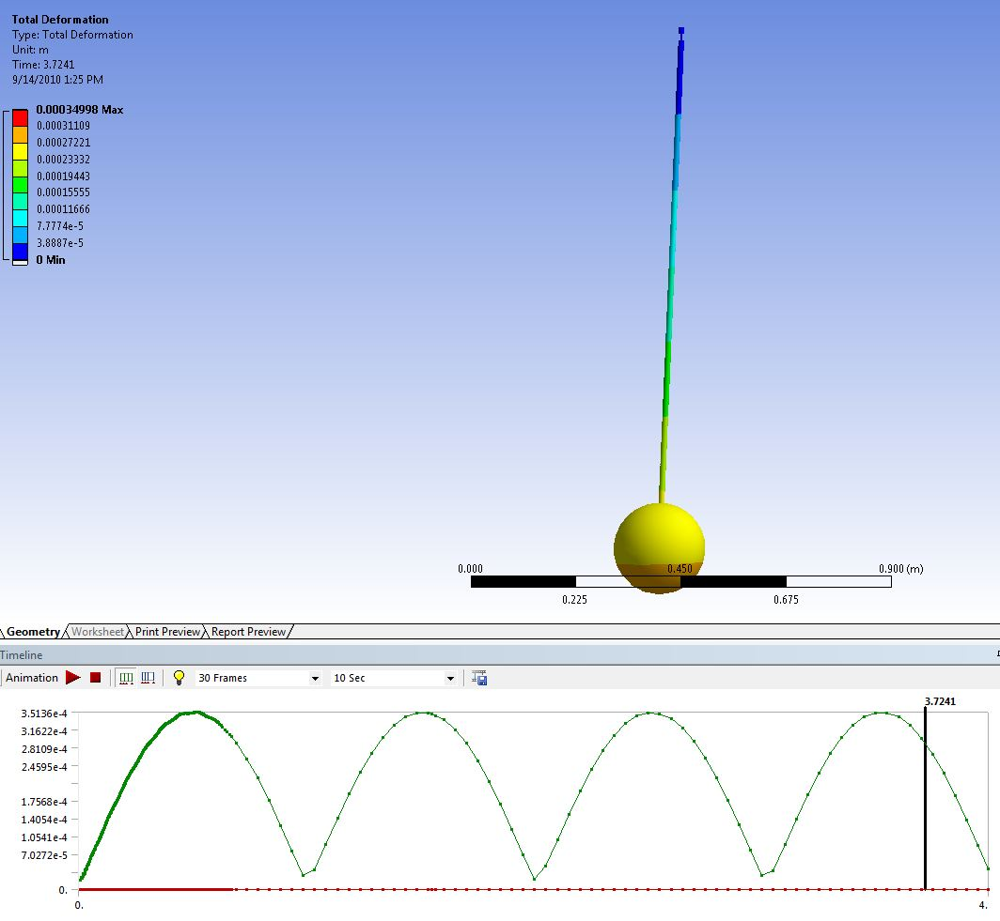 Total Deformation
Type: Total Deformation
Unit: m
Time: 3.7241
9/14/2010 1:25 PM
0.00034998 Max
0.00031109
0.00027221
0.00023332
0.00019443
0.00015555
0.00011666
7.7774e-5
3.8887e-5
0 Min
0.000 0.450 0.900 (m)
0.225 0.675
Geometry Worksheet Print Preview Report Preview
Timeline
Animation 30 Frames 10 Sec
3.7241
3.5136e-4
3.1622e-4
2.8109e-4
2.4595e-4
1.7568e-4
1.4054e-4
1.0541e-4
7.0272e-5
0.
0. 4.